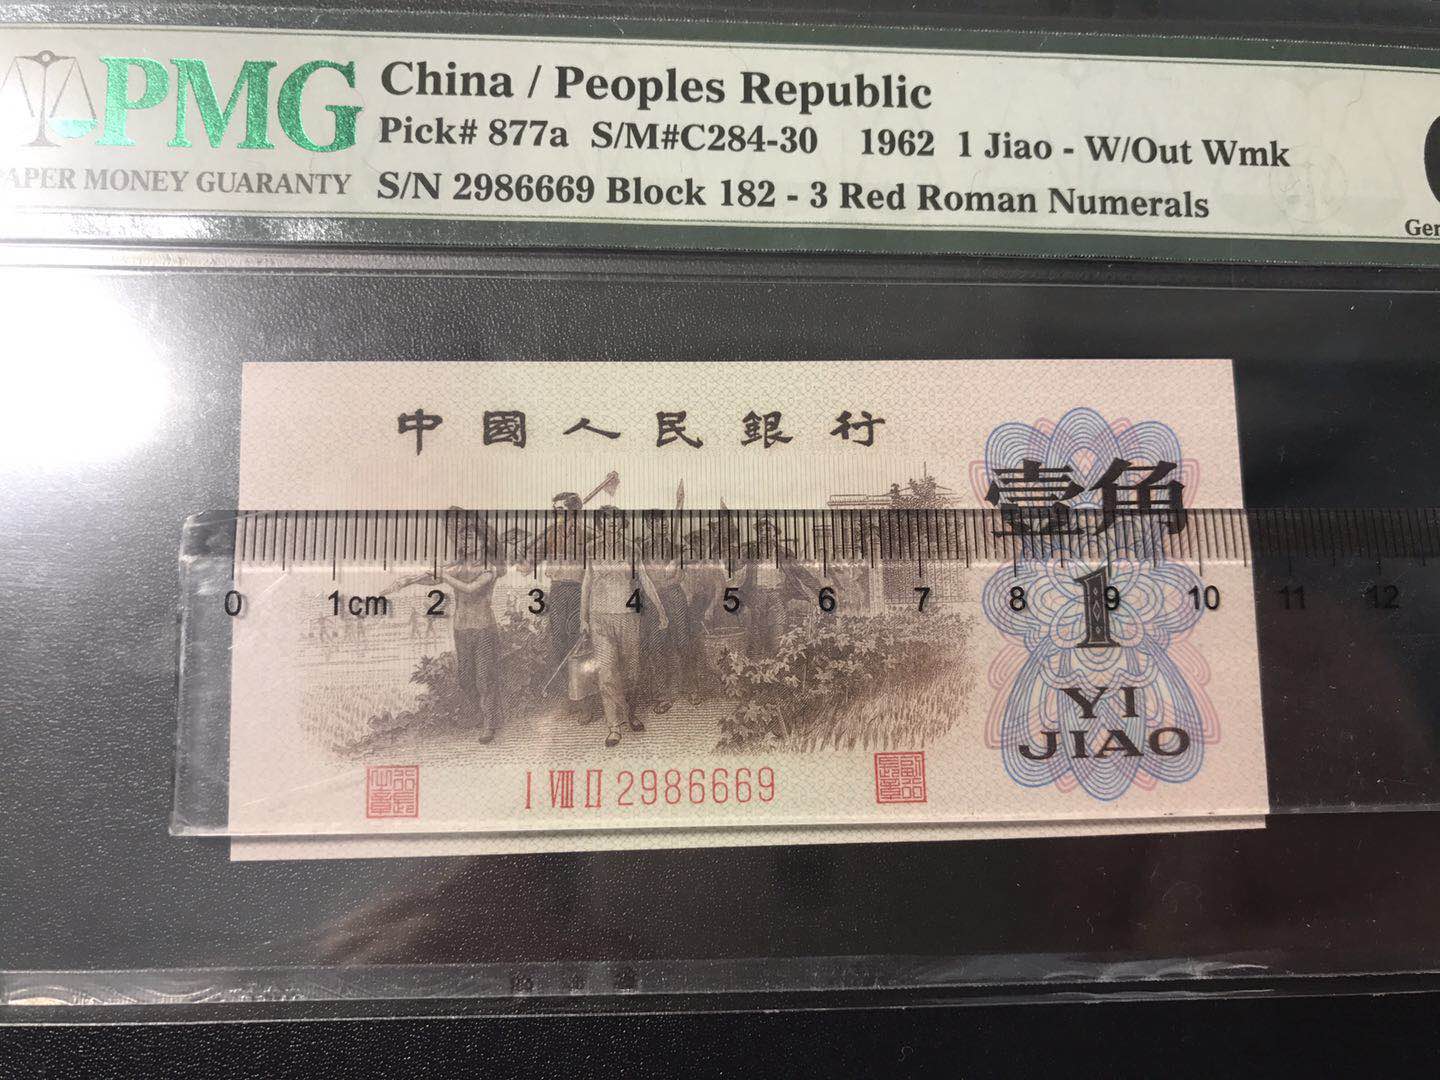 PMG
PAPER MONEY GUARANTY
China / Peoples Republic
Pick# 877a S/M#C284-30 1962 1 Jiao - W/Out Wmk
S/N 2986669 Block 182 - 3 Red Roman Numerals
中國人民銀行
壹角
0 1cm 2 3 4 5 6 7 8 9 10 11 12
1
YI
JIAO
I VIII II 2986669